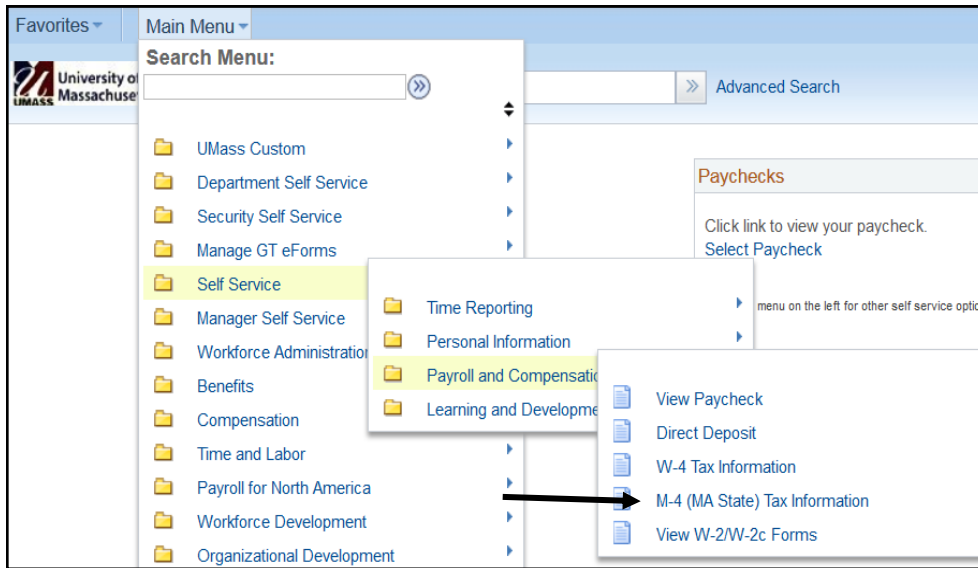 Favorites
Main Menu
Search Menu:
UMASS
University of
Massachuse
Advanced Search
UMass Custom
Department Self Service
Security Self Service
Manage GT eForms
Self Service
Manager Self Service
Workforce Administration
Benefits
Compensation
Time and Labor
Payroll for North America
Workforce Development
Organizational Development
Time Reporting
Personal Information
Payroll and Compensatio
Learning and Developme
View Paycheck
Direct Deposit
W-4 Tax Information
M-4 (MA State) Tax Information
View W-2/W-2c Forms
Paychecks
Click link to view your paycheck.
Select Paycheck
menu on the left for other self service optio